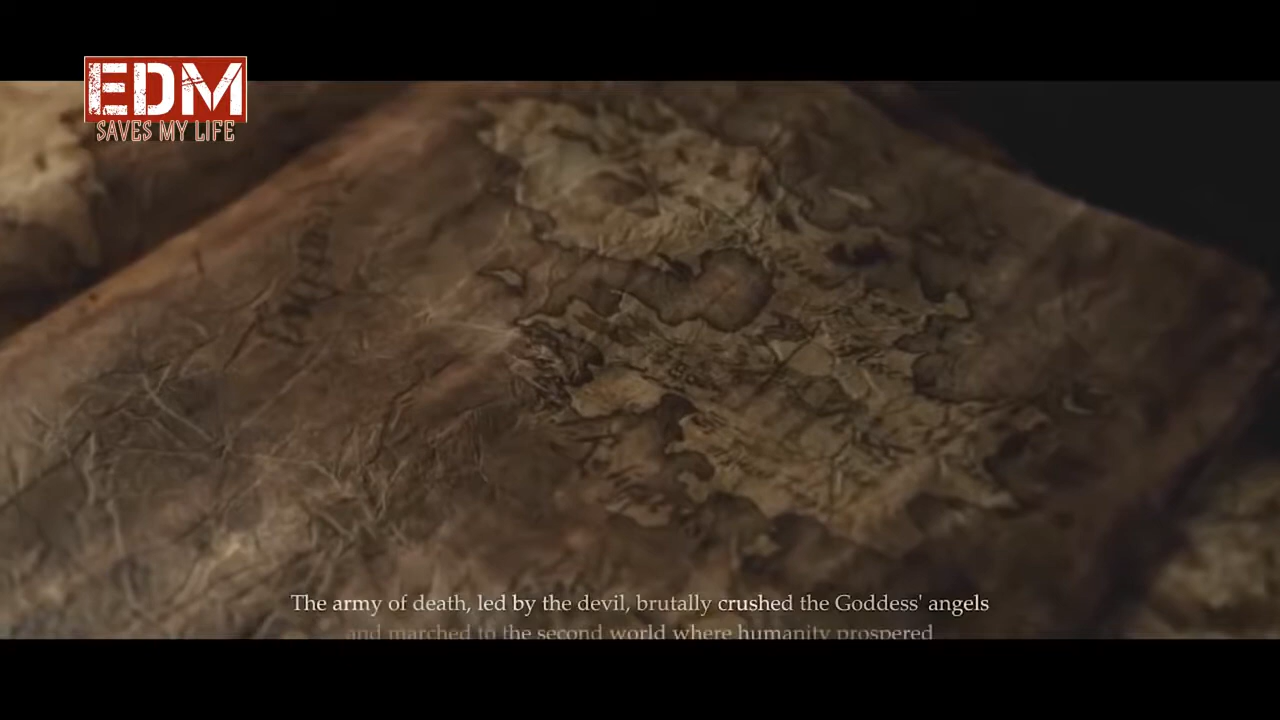 EDM
SAVES MY LIFE
The army of death, led by the devil, brutally crushed the Goddess' angels
and marched to the second world where humanity prospered